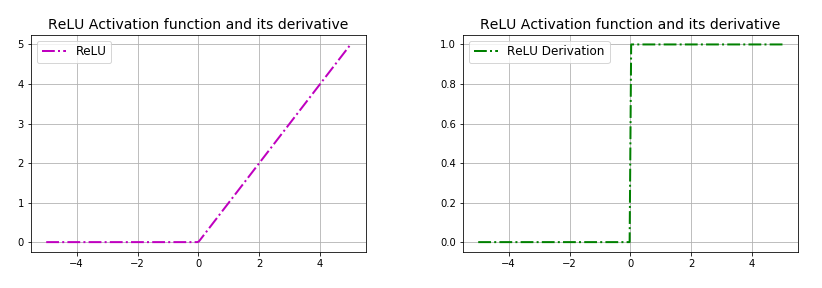 ReLU Activation function and its derivative
ReLU
5
4
3
2
1
0
−4 −2 0 2 4
ReLU Activation function and its derivative
ReLU Derivation
1.0
0.8
0.6
0.4
0.2
0.0
−4 −2 0 2 4